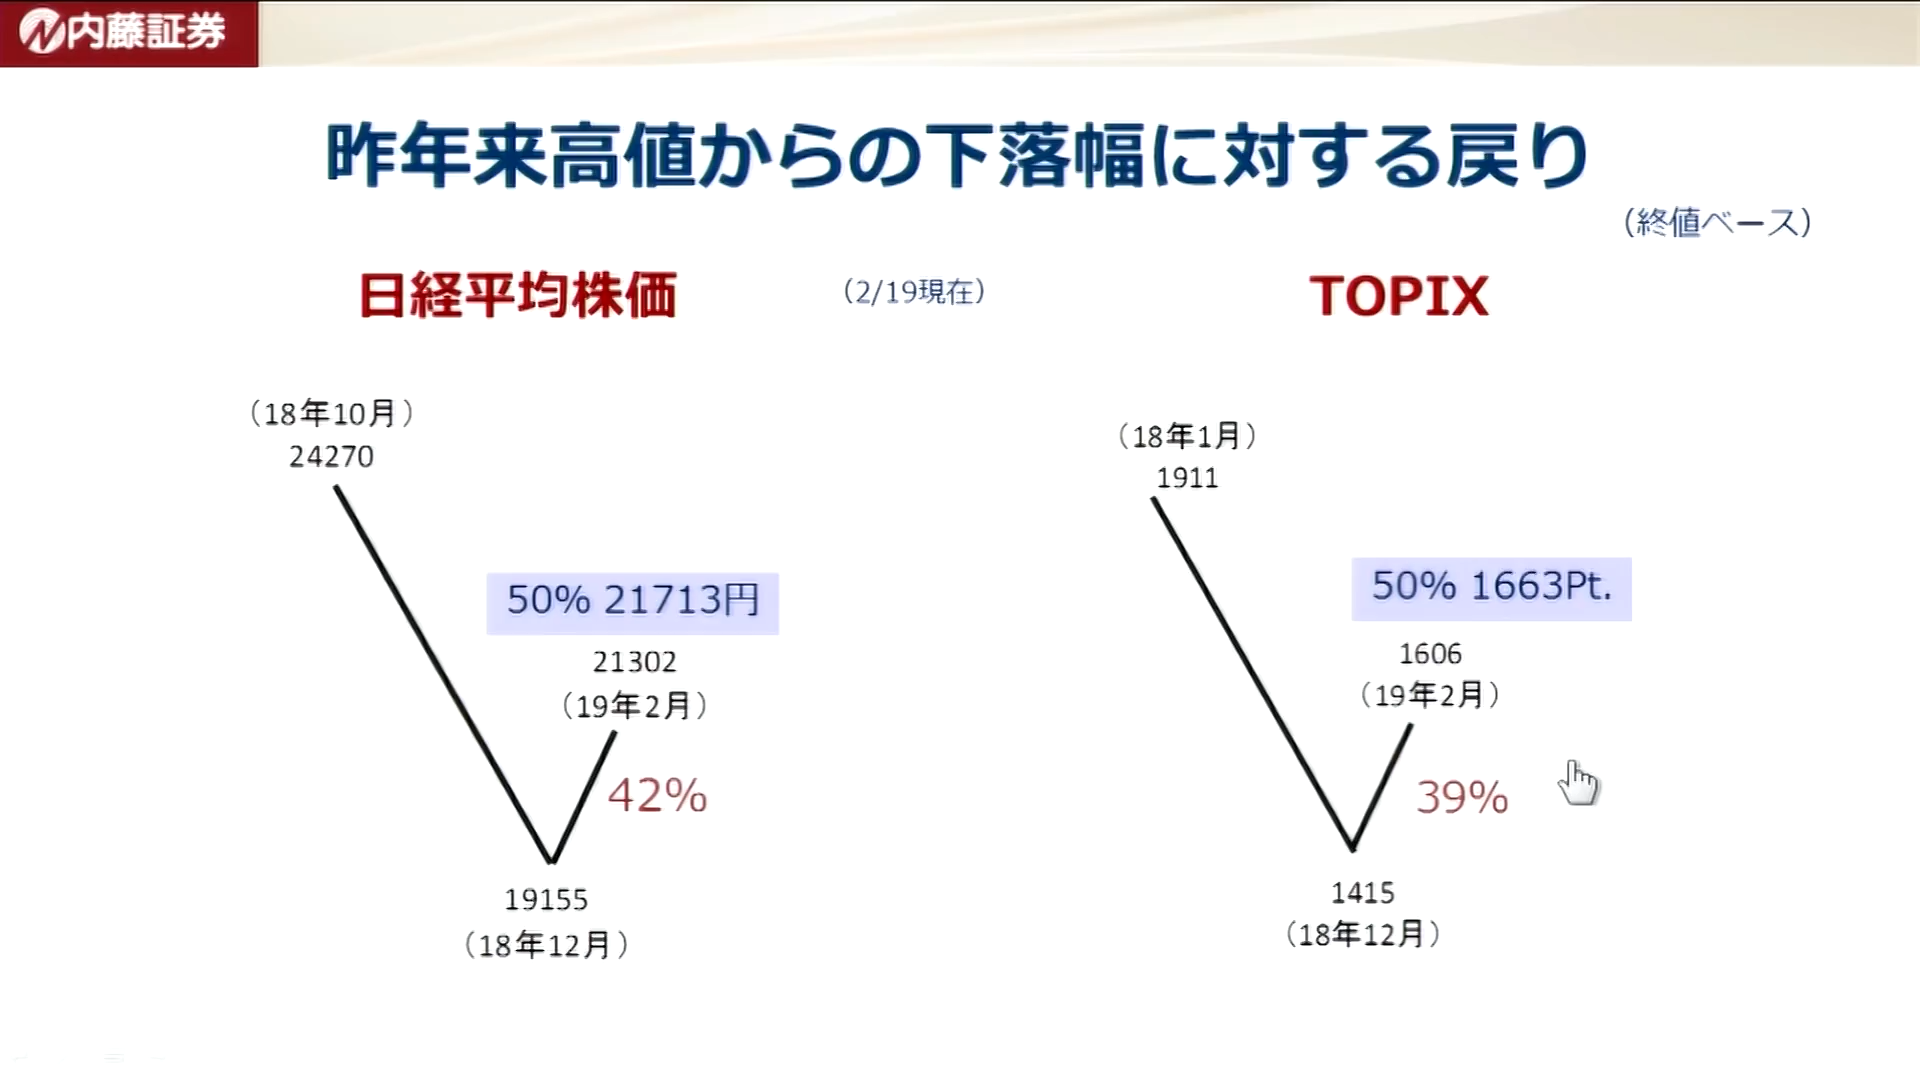 内藤証券
昨年来高値からの下落幅に対する戻り
（終値ベース）
日経平均株価
（2/19現在）
TOPIX
（18年10月）
24270
50% 21713円
21302
（19年2月）
42%
19155
（18年12月）
（18年1月）
1911
50% 1663Pt.
1606
（19年2月）
39%
1415
（18年12月）